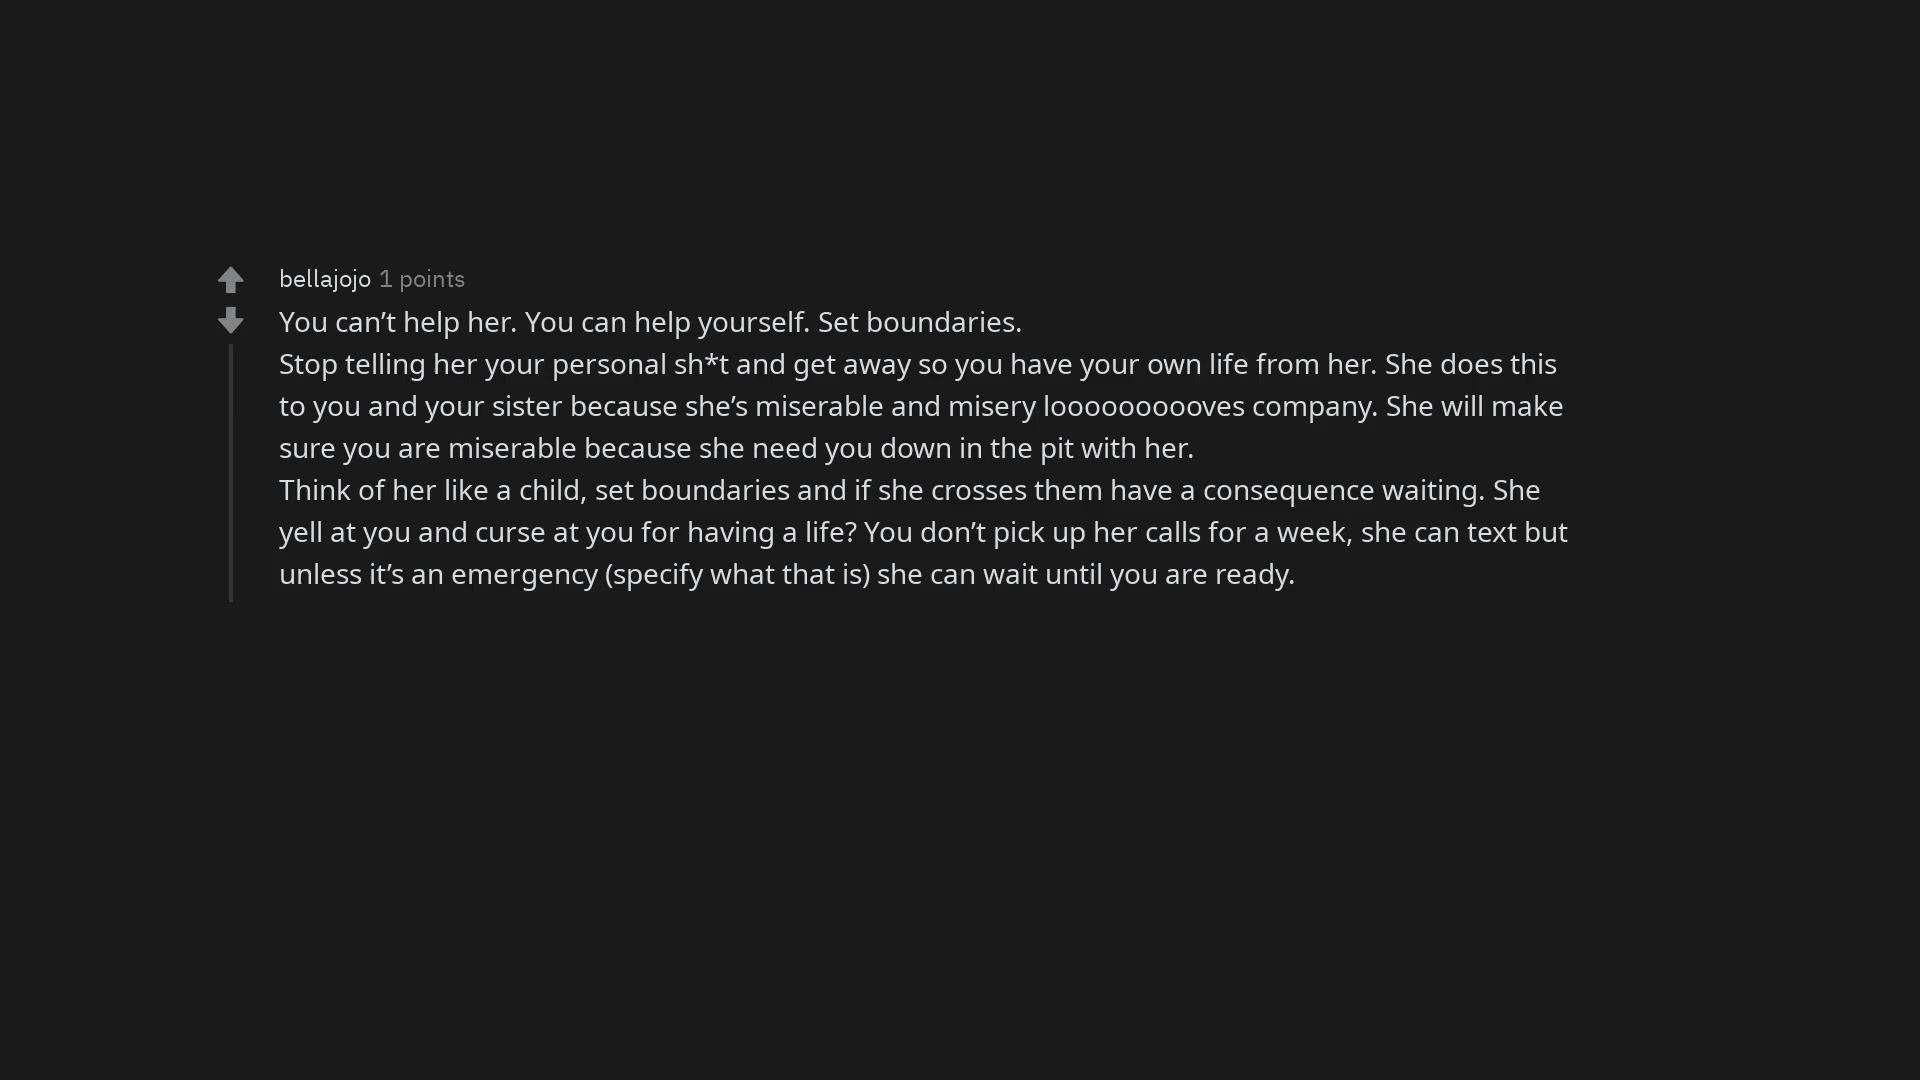 bellajojo 1 points
You can’t help her. You can help yourself. Set boundaries.
Stop telling her your personal sh*t and get away so you have your own life from her. She does this
to you and your sister because she’s miserable and misery loooooooooves company. She will make
sure you are miserable because she need you down in the pit with her.
Think of her like a child, set boundaries and if she crosses them have a consequence waiting. She
yell at you and curse at you for having a life? You don’t pick up her calls for a week, she can text but
unless it’s an emergency (specify what that is) she can wait until you are ready.